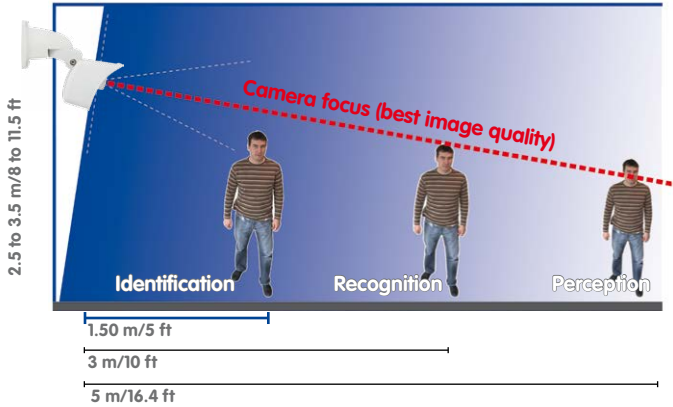 2.5 to 3.5 m/8 to 11.5 ft
Camera focus (best image quality)
Identification
Recognition
Perception
1.50 m/5 ft
3 m/10 ft
5 m/16.4 ft